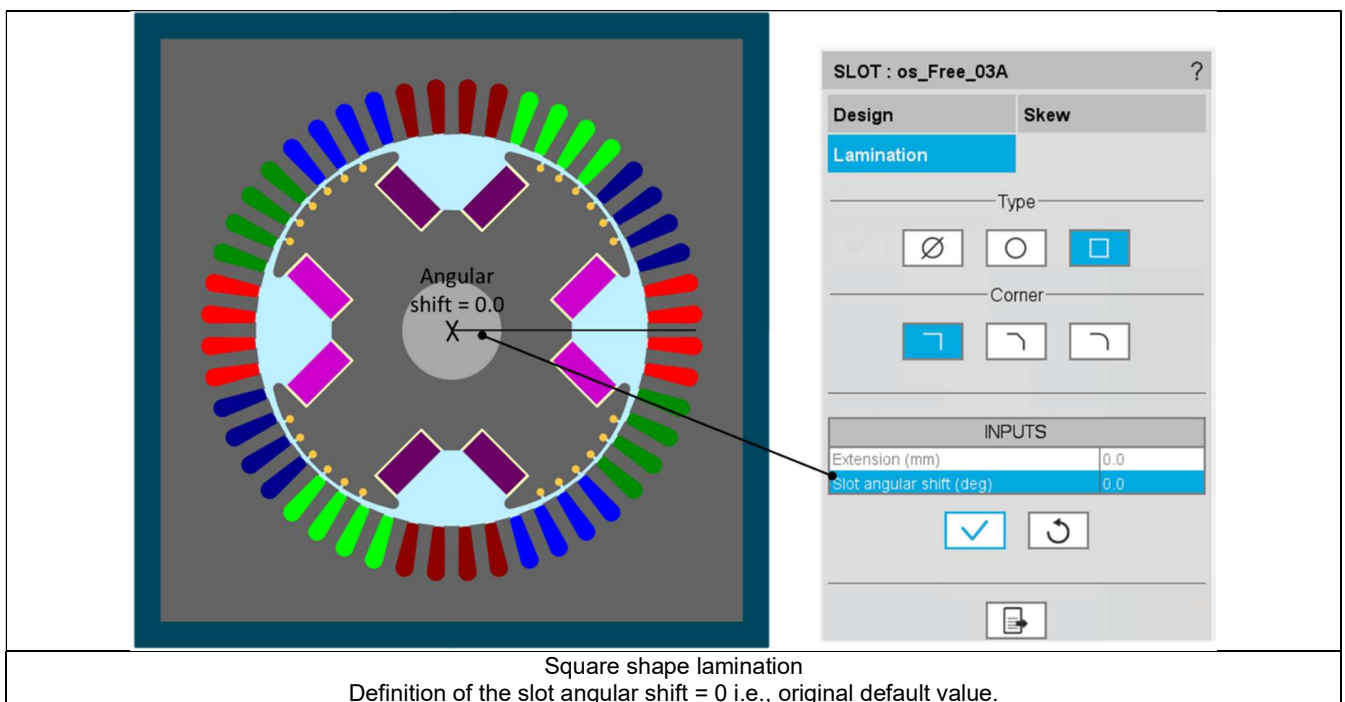 Angular
shift = 0.0
SLOT : os_Free_03A ?
Design Skew
Lamination
Type
Corner
INPUTS
Extension (mm) 0.0
Slot angular shift (deg) 0.0
Square shape lamination
Definition of the slot angular shift = 0 i.e., original default value.